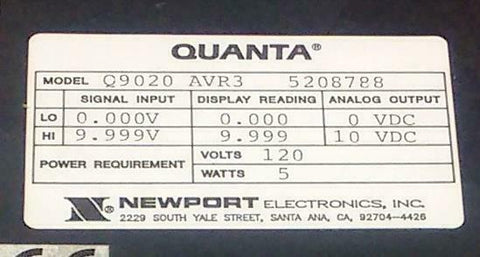 QUANTA®
MODEL Q9020 AVR3 5208788
SIGNAL INPUT DISPLAY READING ANALOG OUTPUT
LO 0.000V 0.000 0 VDC
HI 9.999V 9.999 10 VDC
POWER REQUIREMENT VOLTS 120
WATTS 5
N® NEWPORT ELECTRONICS, INC.
2229 SOUTH YALE STREET, SANTA ANA, CA, 92704-4426
CE